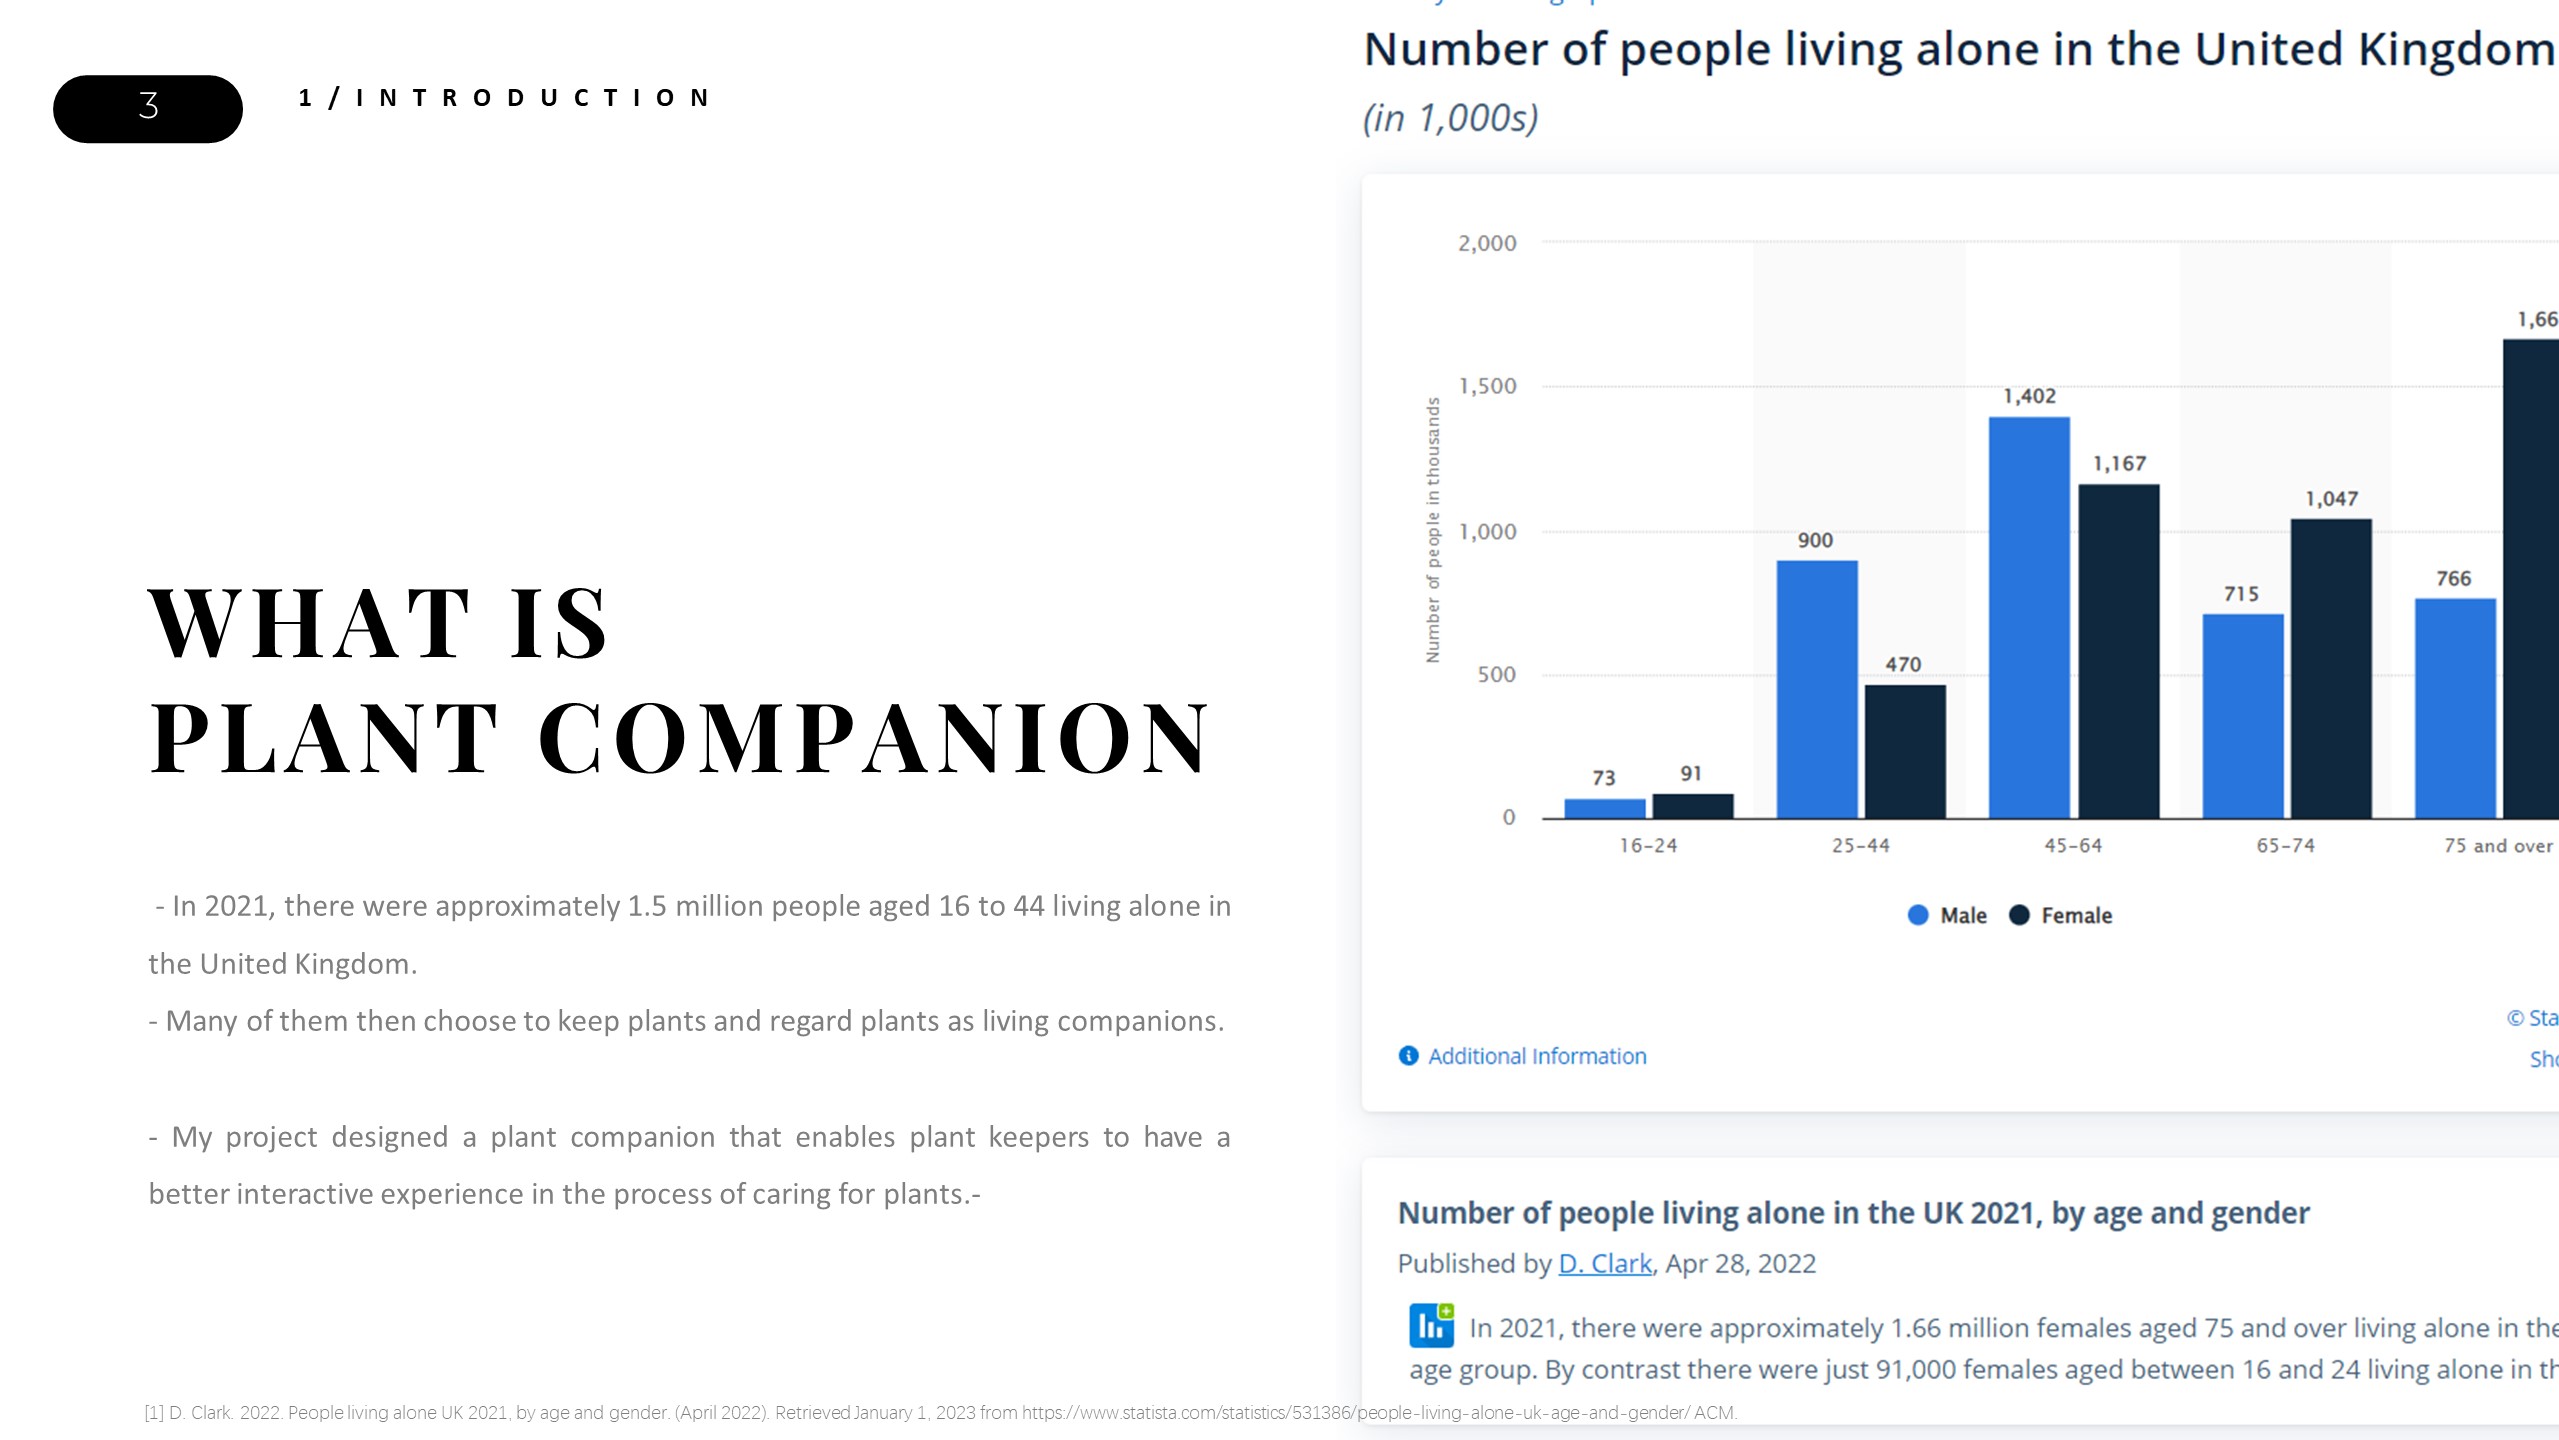 3
1/INTRODUCTION
WHAT IS
PLANT COMPANION
- In 2021, there were approximately 1.5 million people aged 16 to 44 living alone in
the United Kingdom.
- Many of them then choose to keep plants and regard plants as living companions.
- My project designed a plant companion that enables plant keepers to have a
better interactive experience in the process of caring for plants.-
Number of people living alone in the United Kingdom
(in 1,000s)
Number of people in thousands
2,000
1,500
1,000
500
0
73
91
900
470
1,402
1,167
715
1,047
766
1,66
16–24
25–44
45–64
65–74
75 and over
Male Female
© Sta
Additional Information
Sho
Number of people living alone in the UK 2021, by age and gender
Published by D. Clark, Apr 28, 2022
In 2021, there were approximately 1.66 million females aged 75 and over living alone in the
age group. By contrast there were just 91,000 females aged between 16 and 24 living alone in th
[1] D. Clark. 2022. People living alone UK 2021, by age and gender. (April 2022). Retrieved January 1, 2023 from https://www.statista.com/statistics/531386/people-living-alone-uk-age-and-gender/ ACM.